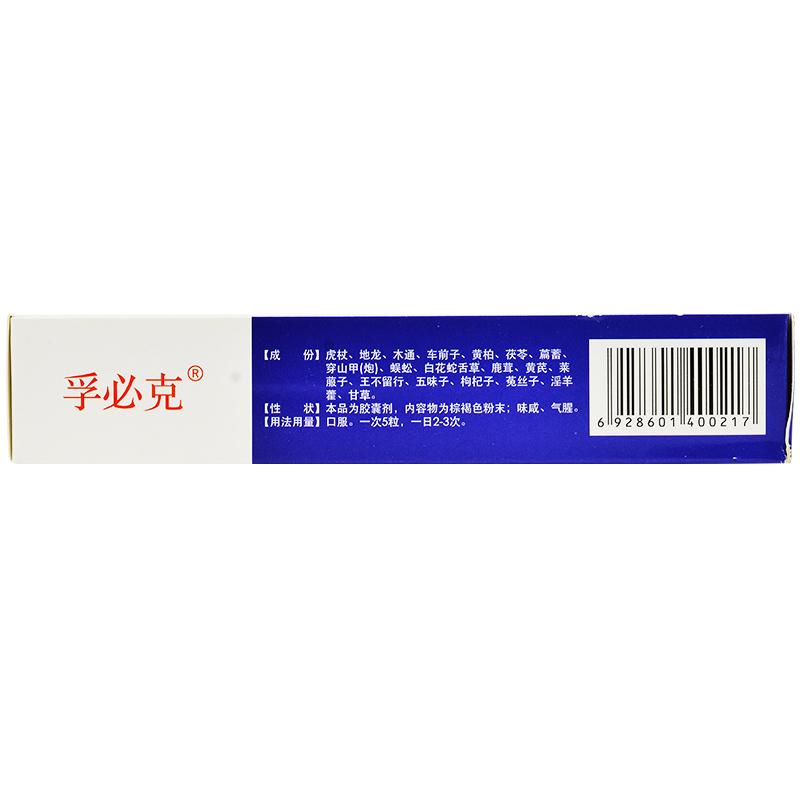 孚必克®
【成 份】虎杖、地龙、木通、车前子、黄柏、茯苓、萹蓄、
穿山甲(炮)、蜈蚣、白花蛇舌草、鹿茸、黄芪、莱
菔子、王不留行、五味子、枸杞子、菟丝子、淫羊
藿、甘草。
【性 状】本品为胶囊剂，内容物为棕褐色粉末；味咸、气腥。
【用法用量】口服。一次5粒，一日2-3次。
6 928601 400217